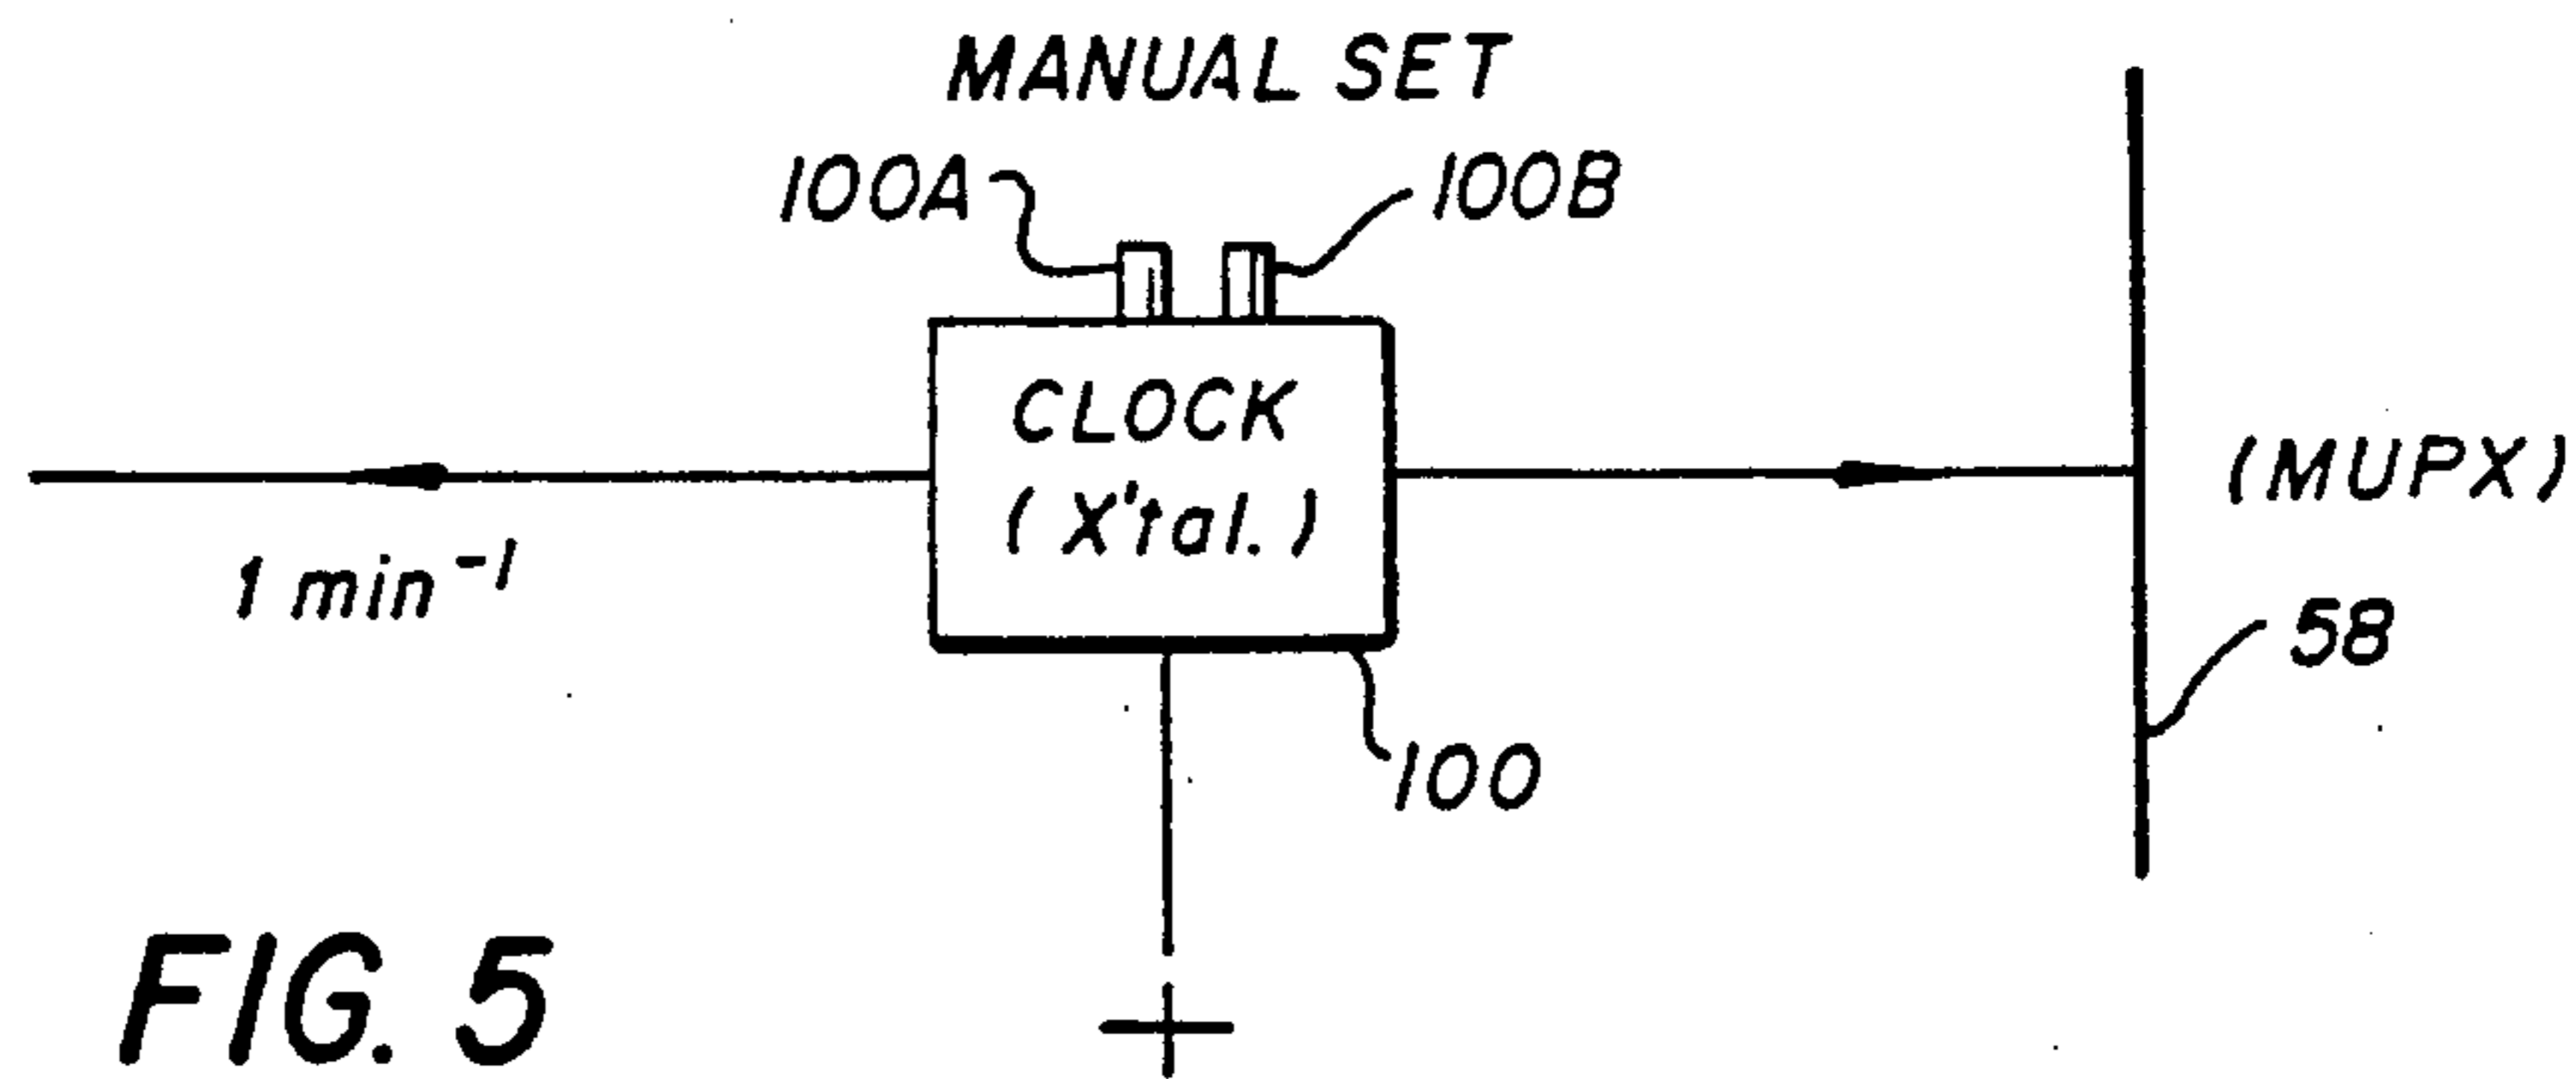 MANUAL SET
100A 100B
CLOCK
(X'tal.)
(MUPX)
1 min⁻¹
58
100
+
FIG. 5